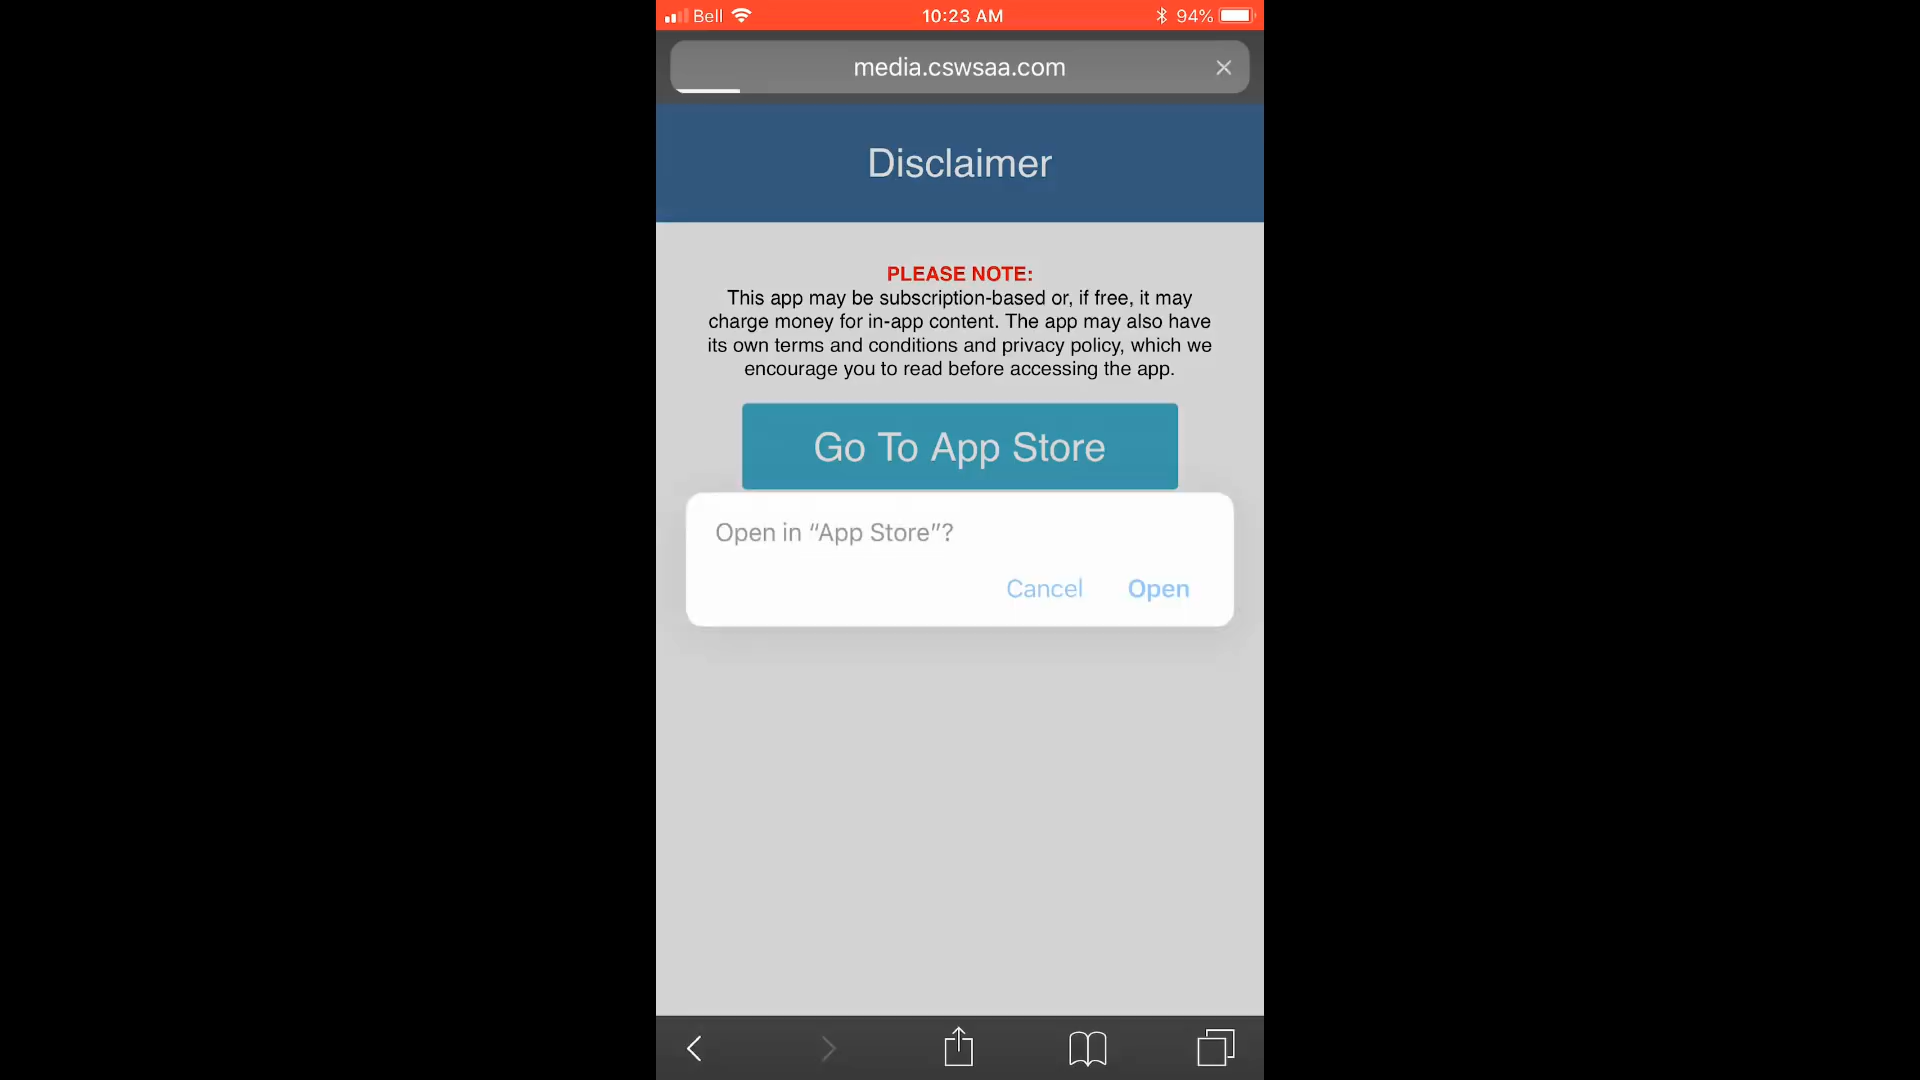 Bell 10:23 AM 94%
media.cswsaa.com
Disclaimer
PLEASE NOTE:
This app may be subscription-based or, if free, it may
charge money for in-app content. The app may also have
its own terms and conditions and privacy policy, which we
encourage you to read before accessing the app.
Go To App Store
Open in “App Store”?
Cancel Open